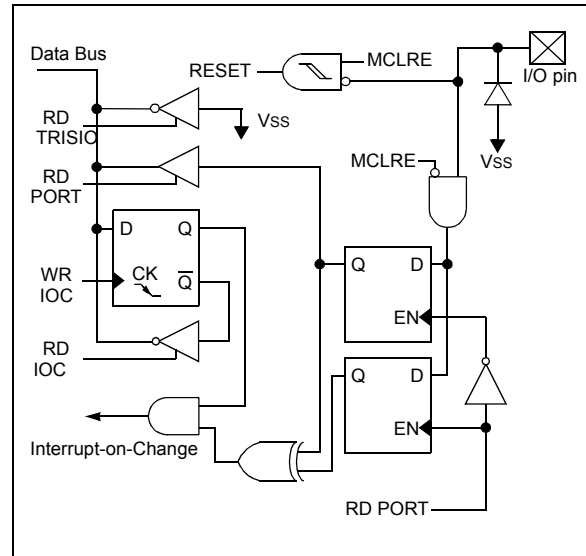 Data Bus
MCLRE
RESET
I/O pin
RD
TRISIO
VSS
VSS
RD
PORT
MCLRE
D
Q
WR
IOC
CK
Q
Q
D
EN
RD
IOC
Q
D
EN
Interrupt-on-Change
RD PORT